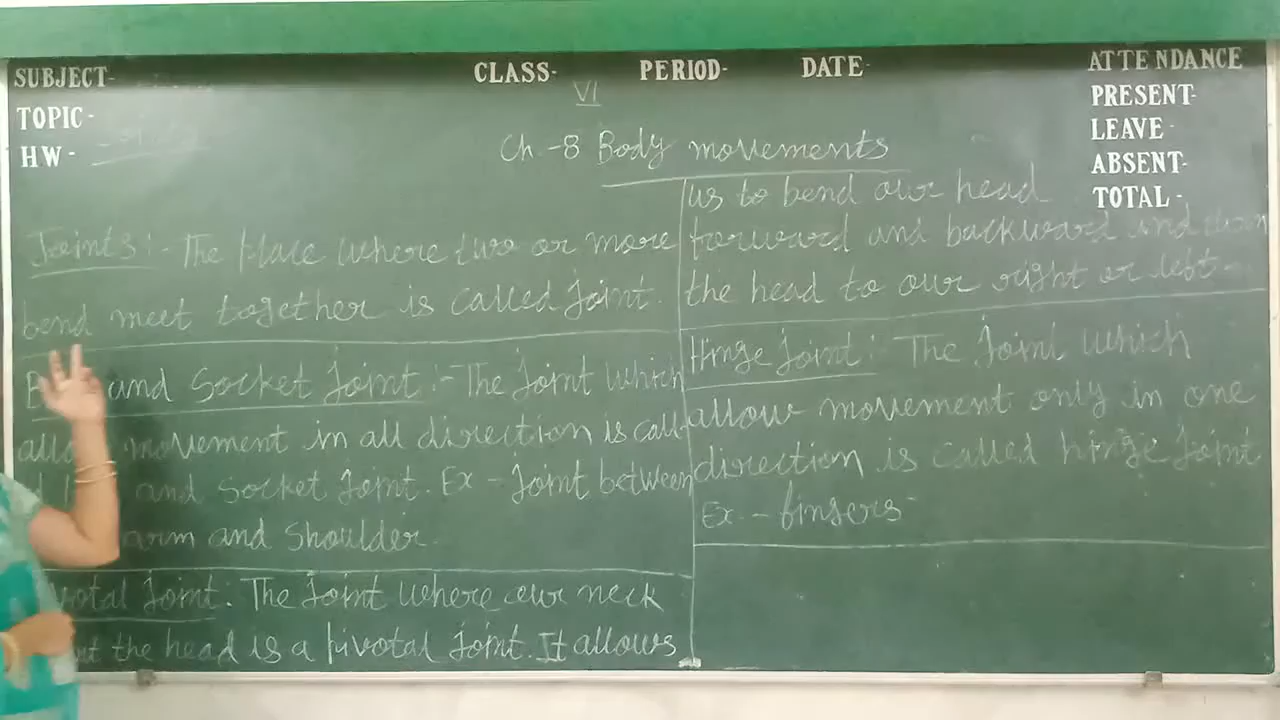 SUBJECT-
CLASS-
PERIOD-
DATE-
ATTENDANCE
TOPIC-
VI
PRESENT-
HW-
LEAVE-
ABSENT-
TOTAL-
Ch.-8 Body movements
Joints:- The place where two or more
bend meet together is called joint.
and socket joint:- The joint which
movement in all direction is call
and socket joint. Ex- joint between
arm and shoulder.
joint: The joint where our neck
the head is a pivotal joint. It allows
us to bend our head
forward and backward and
the head to our right or left-
Hinge joint: The joint which
allow movement only in one
direction is called hinge joint
Ex.- fingers